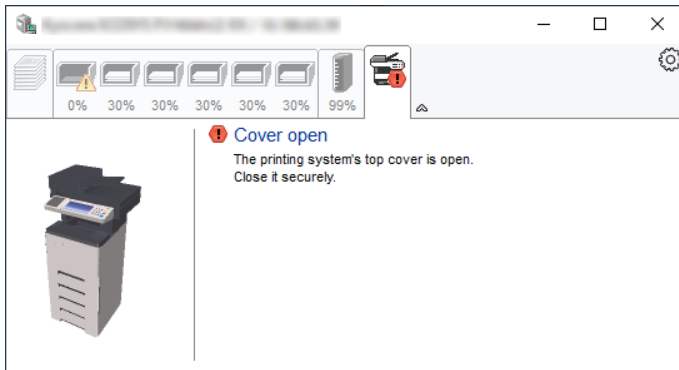 0% 30% 30% 30% 30% 30% 99%
Cover open
The printing system's top cover is open.
Close it securely.